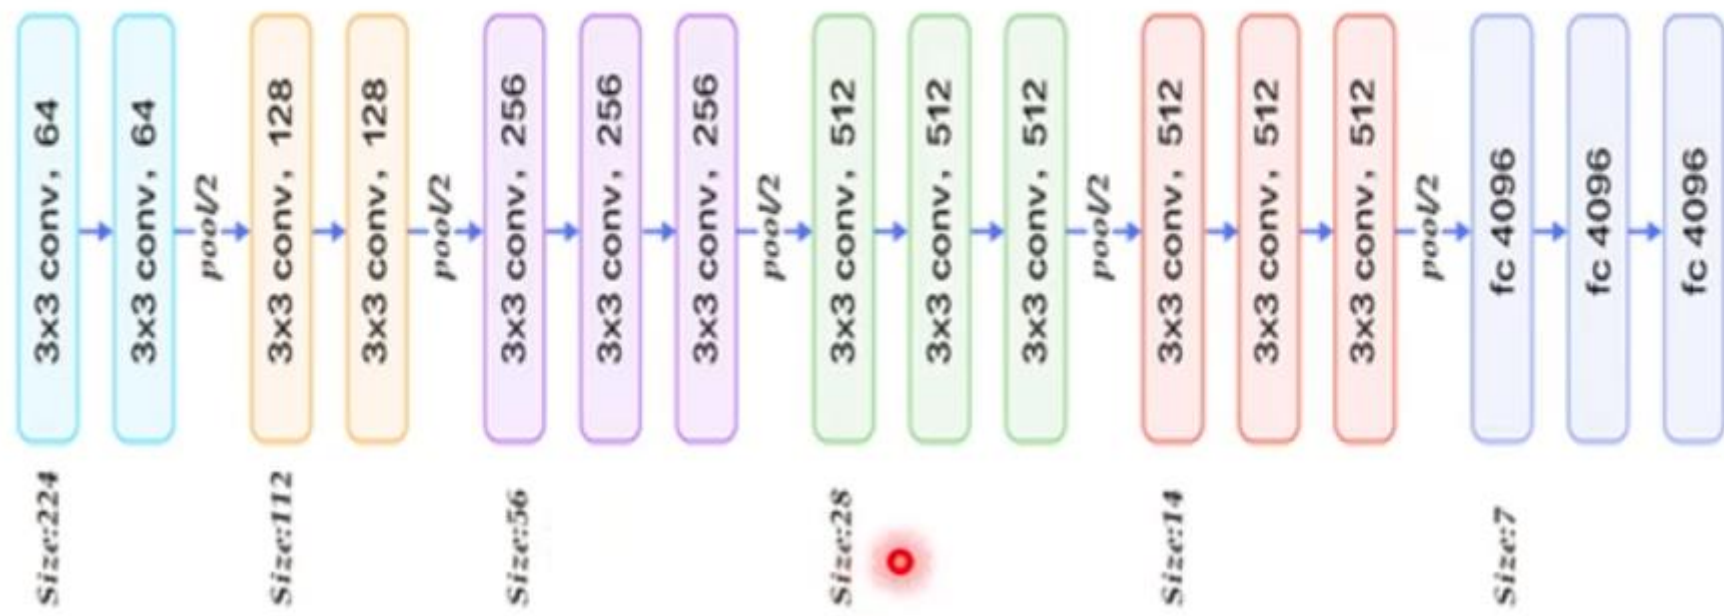 3x3 conv, 64
3x3 conv, 64
pool/2
3x3 conv, 128
3x3 conv, 128
pool/2
3x3 conv, 256
3x3 conv, 256
3x3 conv, 256
pool/2
3x3 conv, 512
3x3 conv, 512
3x3 conv, 512
pool/2
3x3 conv, 512
3x3 conv, 512
3x3 conv, 512
pool/2
fc 4096
fc 4096
fc 4096
Size:224
Size:112
Size:56
Size:28
Size:14
Size:7